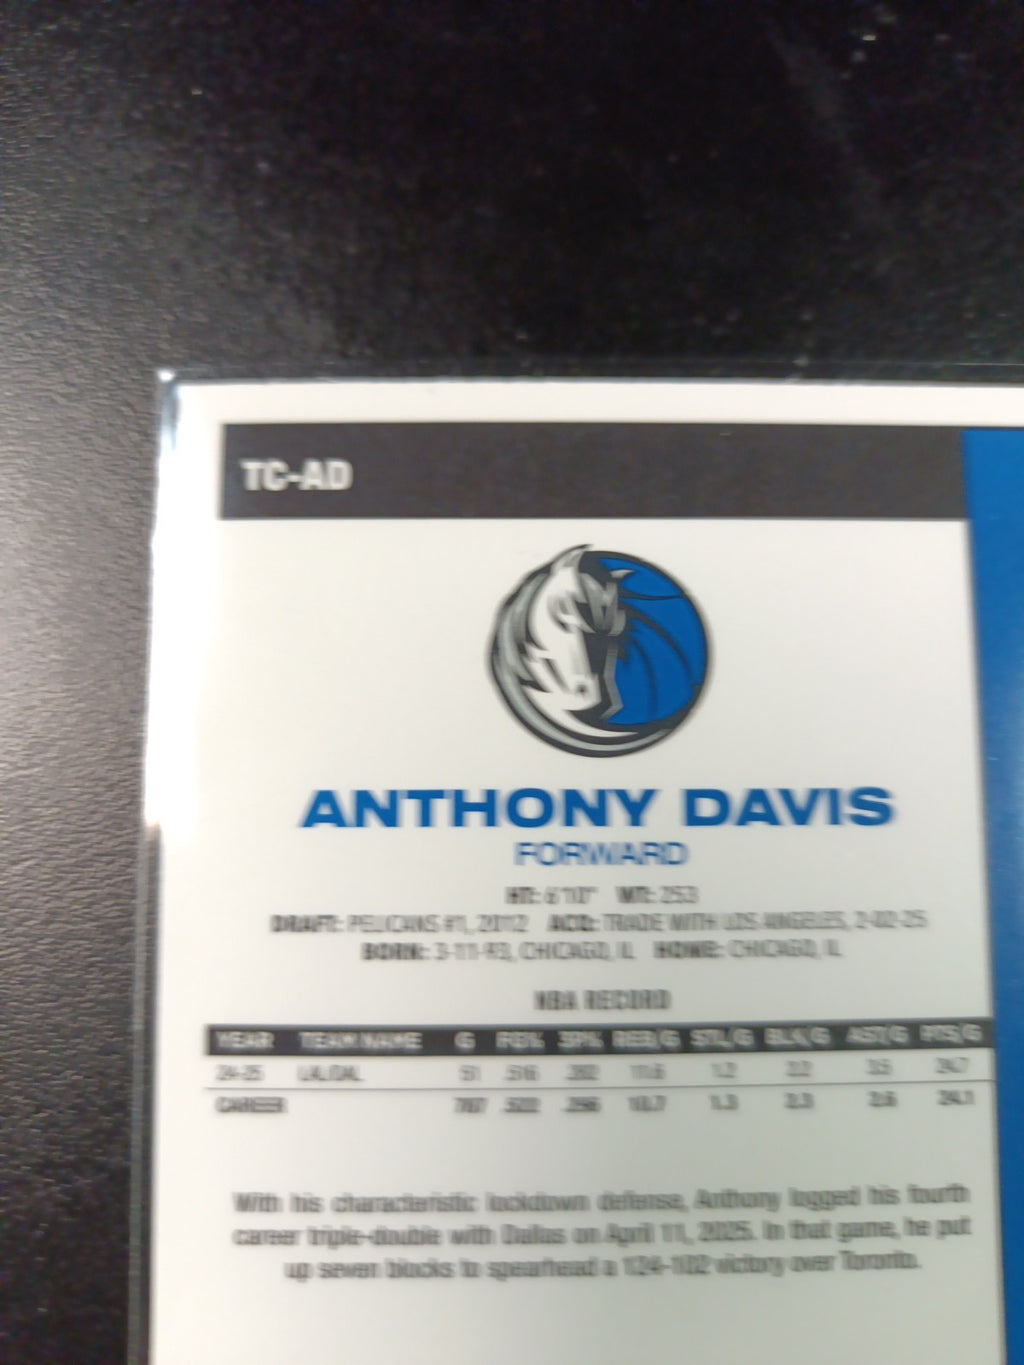 TC-AD
ANTHONY DAVIS
FORWARD
HT: 6'10" WT: 253
DRAFT: PELICANS #1, 2012 ACQ: TRADE WITH LOS ANGELES, 2-02-25
BORN: 3-11-93, CHICAGO, IL HOME: CHICAGO, IL
NBA RECORD
YEAR TEAM NAME G FG% 3P% REB/G STL/G BLK/G AST/G PTS/G
24-25 LAL/DAL 51 .516 .282 11.6 1.2 2.2 3.5 24.7
CAREER .522 .296 10.7 1.3 2.3 2.6 24.1
With his characteristic lockdown defense, Anthony logged his fourth
career triple-double with Dallas on April 11, 2025. In that game, he put
up seven blocks to spearhead a 124-102 victory over Toronto.